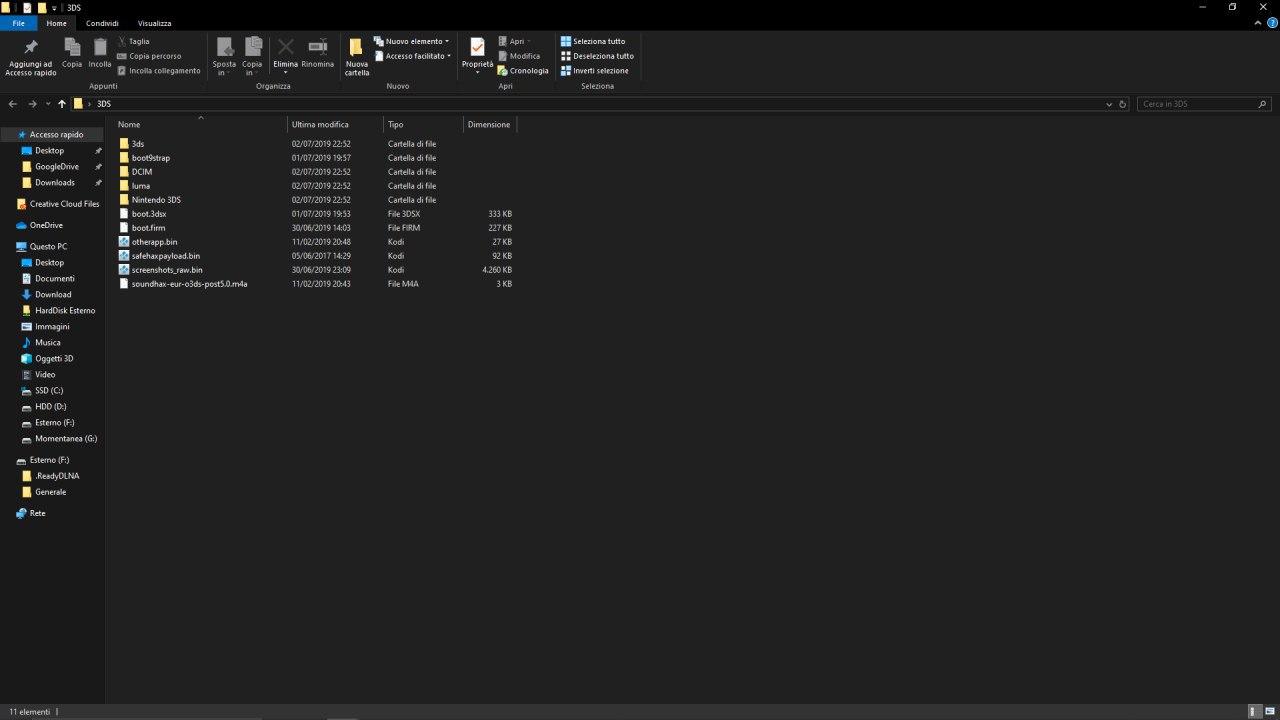 3DS
File Home Condividi Visualizza
Aggiungi ad Accesso rapido
Copia
Incolla
Taglia
Copia percorso
Incolla collegamento
Appunti
Sposta in
Copia in
Elimina
Rinomina
Organizza
Nuova cartella
Nuovo elemento
Accesso facilitato
Nuovo
Proprietà
Apri
Modifica
Cronologia
Apri
Seleziona tutto
Deseleziona tutto
Inverti selezione
Seleziona
3DS
Cerca in 3DS
Accesso rapido
Desktop
GoogleDrive
Downloads
Creative Cloud Files
OneDrive
Questo PC
Desktop
Documenti
Download
HardDisk Esterno
Immagini
Musica
Oggetti 3D
Video
SSD (C:)
HDD (D:)
Esterno (F:)
Momentanea (G:)
Esterno (F:)
.ReadyDLNA
Generale
Rete
Nome Ultima modifica Tipo Dimensione
3ds 02/07/2019 22:52 Cartella di file
boot9strap 01/07/2019 19:57 Cartella di file
DCIM 02/07/2019 22:52 Cartella di file
luma 02/07/2019 22:52 Cartella di file
Nintendo 3DS 02/07/2019 22:52 Cartella di file
boot.3dsx 01/07/2019 19:53 File 3DSX 333 KB
boot.firm 30/06/2019 14:03 File FIRM 227 KB
otherapp.bin 11/02/2019 20:48 Kodi 27 KB
safehaxpayload.bin 05/06/2017 14:29 Kodi 92 KB
screenshots_raw.bin 30/06/2019 23:09 Kodi 4.260 KB
soundhax-eur-o3ds-post5.0.m4a 11/02/2019 20:43 File M4A 3 KB
11 elementi